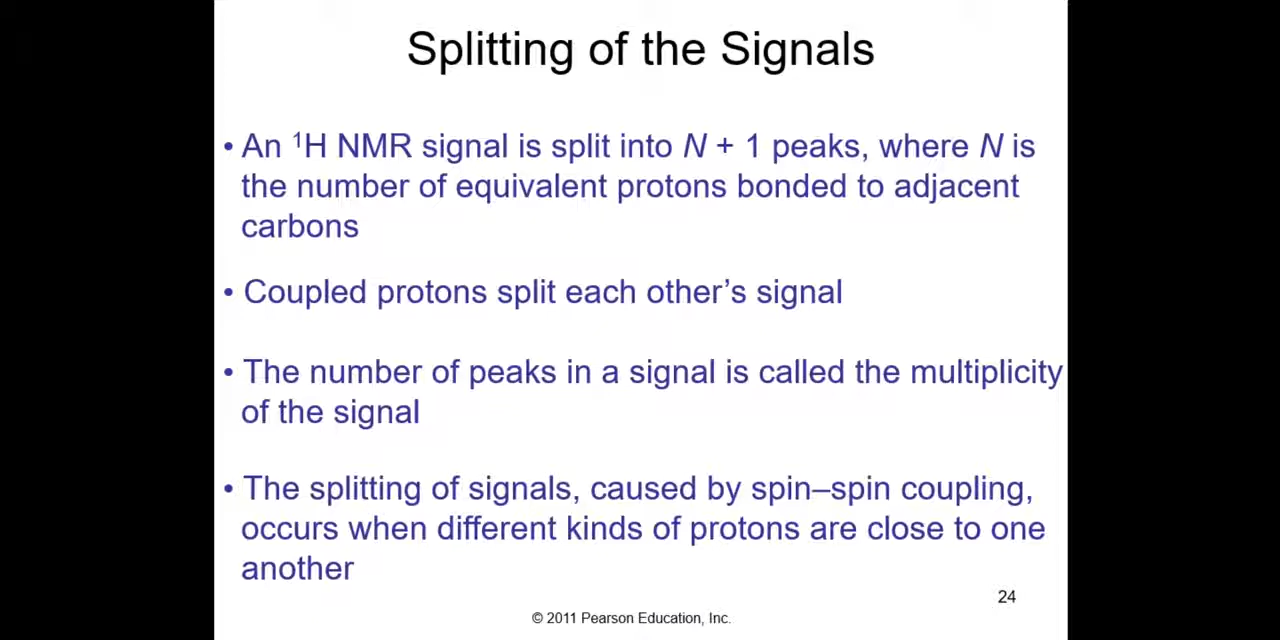 Splitting of the Signals
• An ¹H NMR signal is split into N + 1 peaks, where N is
the number of equivalent protons bonded to adjacent
carbons
• Coupled protons split each other’s signal
• The number of peaks in a signal is called the multiplicity
of the signal
• The splitting of signals, caused by spin–spin coupling,
occurs when different kinds of protons are close to one
another
24
© 2011 Pearson Education, Inc.